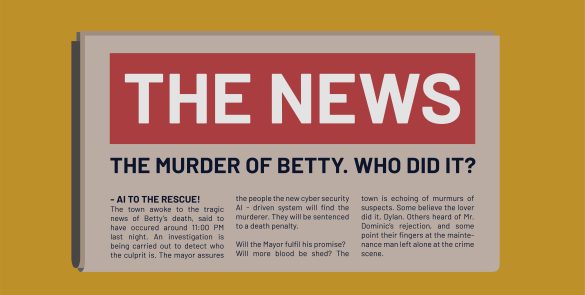 THE NEWS
THE MURDER OF BETTY. WHO DID IT?
- AI TO THE RESCUE!
The town awoke to the tragic
news of Betty's death, said to
have occured around 11:00 PM
last night. An investigation is
being carried out to detect who
the culprit is. The mayor assures
the people the new cyber security
AI - driven system will find the
murderer. They will be sentenced
to a death penalty.
Will the Mayor fulfil his promise?
Will more blood be shed? The
town is echoing of murmurs of
suspects. Some believe the lover
did it, Dylan. Others heard of Mr.
Dominic's rejection, and some
point their fingers at the mainte-
nance man left alone at the crime
scene.